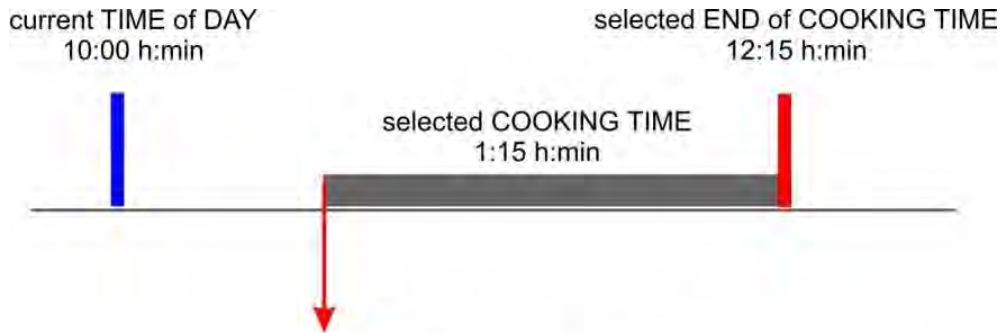 current TIME of DAY
10:00 h:min
selected END of COOKING TIME
12:15 h:min
selected COOKING TIME
1:15 h:min